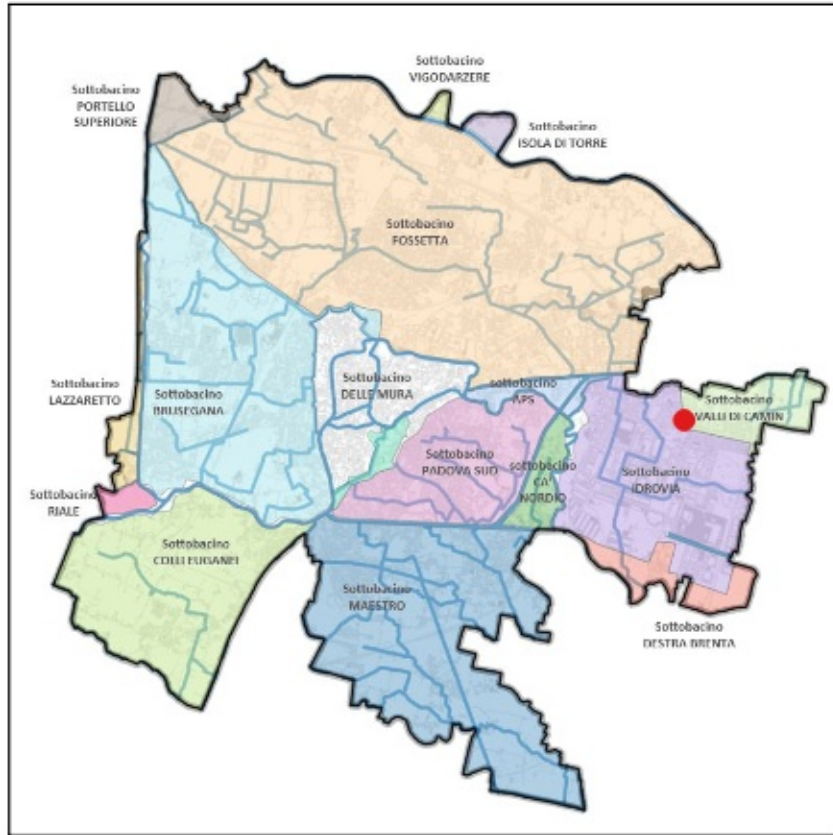 Sottobacino
VIGODARZERE
Sottobacino
PORTELLO
SUPERIORE
Sottobacino
ISOLA DI TORRE
Sottobacino
FOSSETTA
Sottobacino
LAZZARETTO
Sottobacino
BRUSEGANA
Sottobacino
DELLE MURA
sottobacino
APS
Sottobacino
VALLI DI CAMIN
Sottobacino
PADOVA SUD
sottobacino
CA'
NORDIO
Sottobacino
IDROVIA
Sottobacino
RIALE
Sottobacino
COLLI EUGANEI
Sottobacino
MAESTRO
Sottobacino
DESTRA BRENTA